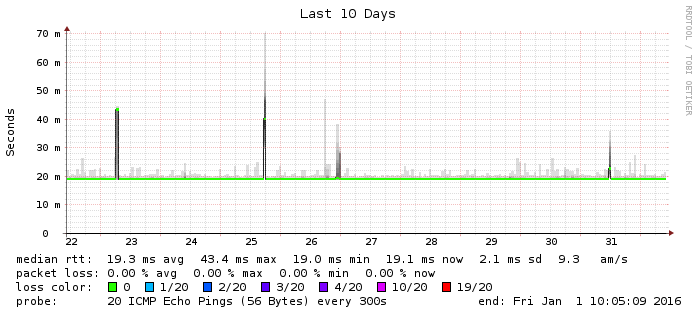 Last 10 Days
RRDTOOL / TOBI OETIKER
Seconds
70 m
60 m
50 m
40 m
30 m
20 m
10 m
0
22 23 24 25 26 27 28 29 30 31
median rtt: 19.3 ms avg 43.4 ms max 19.0 ms min 19.1 ms now 2.1 ms sd 9.3 am/s
packet loss: 0.00 % avg 0.00 % max 0.00 % min 0.00 % now
loss color: 0 1/20 2/20 3/20 4/20 10/20 19/20
probe: 20 ICMP Echo Pings (56 Bytes) every 300s end: Fri Jan 1 10:05:09 2016